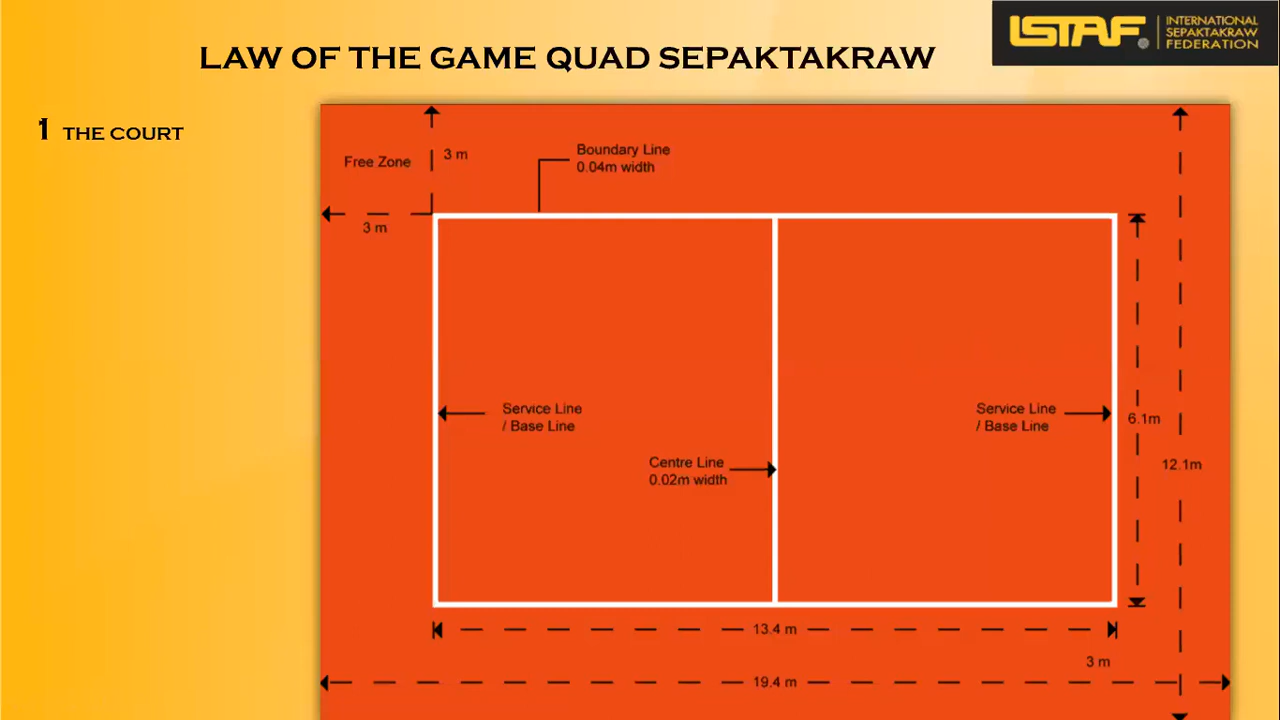 LAW OF THE GAME QUAD SEPAKTAKRAW
ISTAF
INTERNATIONAL
SEPAKTAKRAW
FEDERATION
1 THE COURT
Free Zone
3 m
3 m
Boundary Line
0.04m width
Service Line
/ Base Line
Centre Line
0.02m width
Service Line
/ Base Line
6.1m
12.1m
13.4 m
3 m
19.4 m